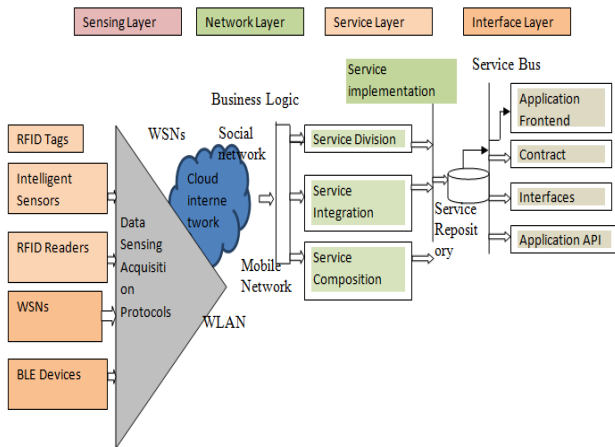 Sensing Layer
Network Layer
Service Layer
Interface Layer
Service
implementation
Service Bus
Business Logic
WSNs
Social
network
RFID Tags
Intelligent
Sensors
RFID Readers
WSNs
BLE Devices
Data
Sensing
Acquisiti
on
Protocols
Cloud
interne
twork
Mobile
Network
WLAN
Service Division
Service
Integration
Service
Composition
Service
Reposit
ory
Application
Frontend
Contract
Interfaces
Application API